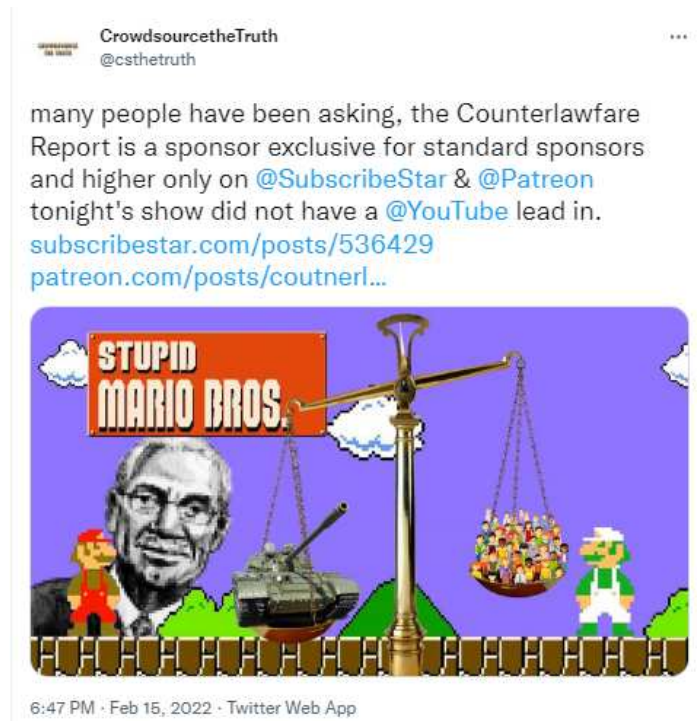 CrowdsourcetheTruth
@csthetruth
many people have been asking, the Counterlawfare
Report is a sponsor exclusive for standard sponsors
and higher only on @SubscribeStar & @Patreon
tonight's show did not have a @YouTube lead in.
subscribestar.com/posts/536429
patreon.com/posts/coutnerl...
STUPID
MARIO BROS.
6:47 PM · Feb 15, 2022 · Twitter Web App